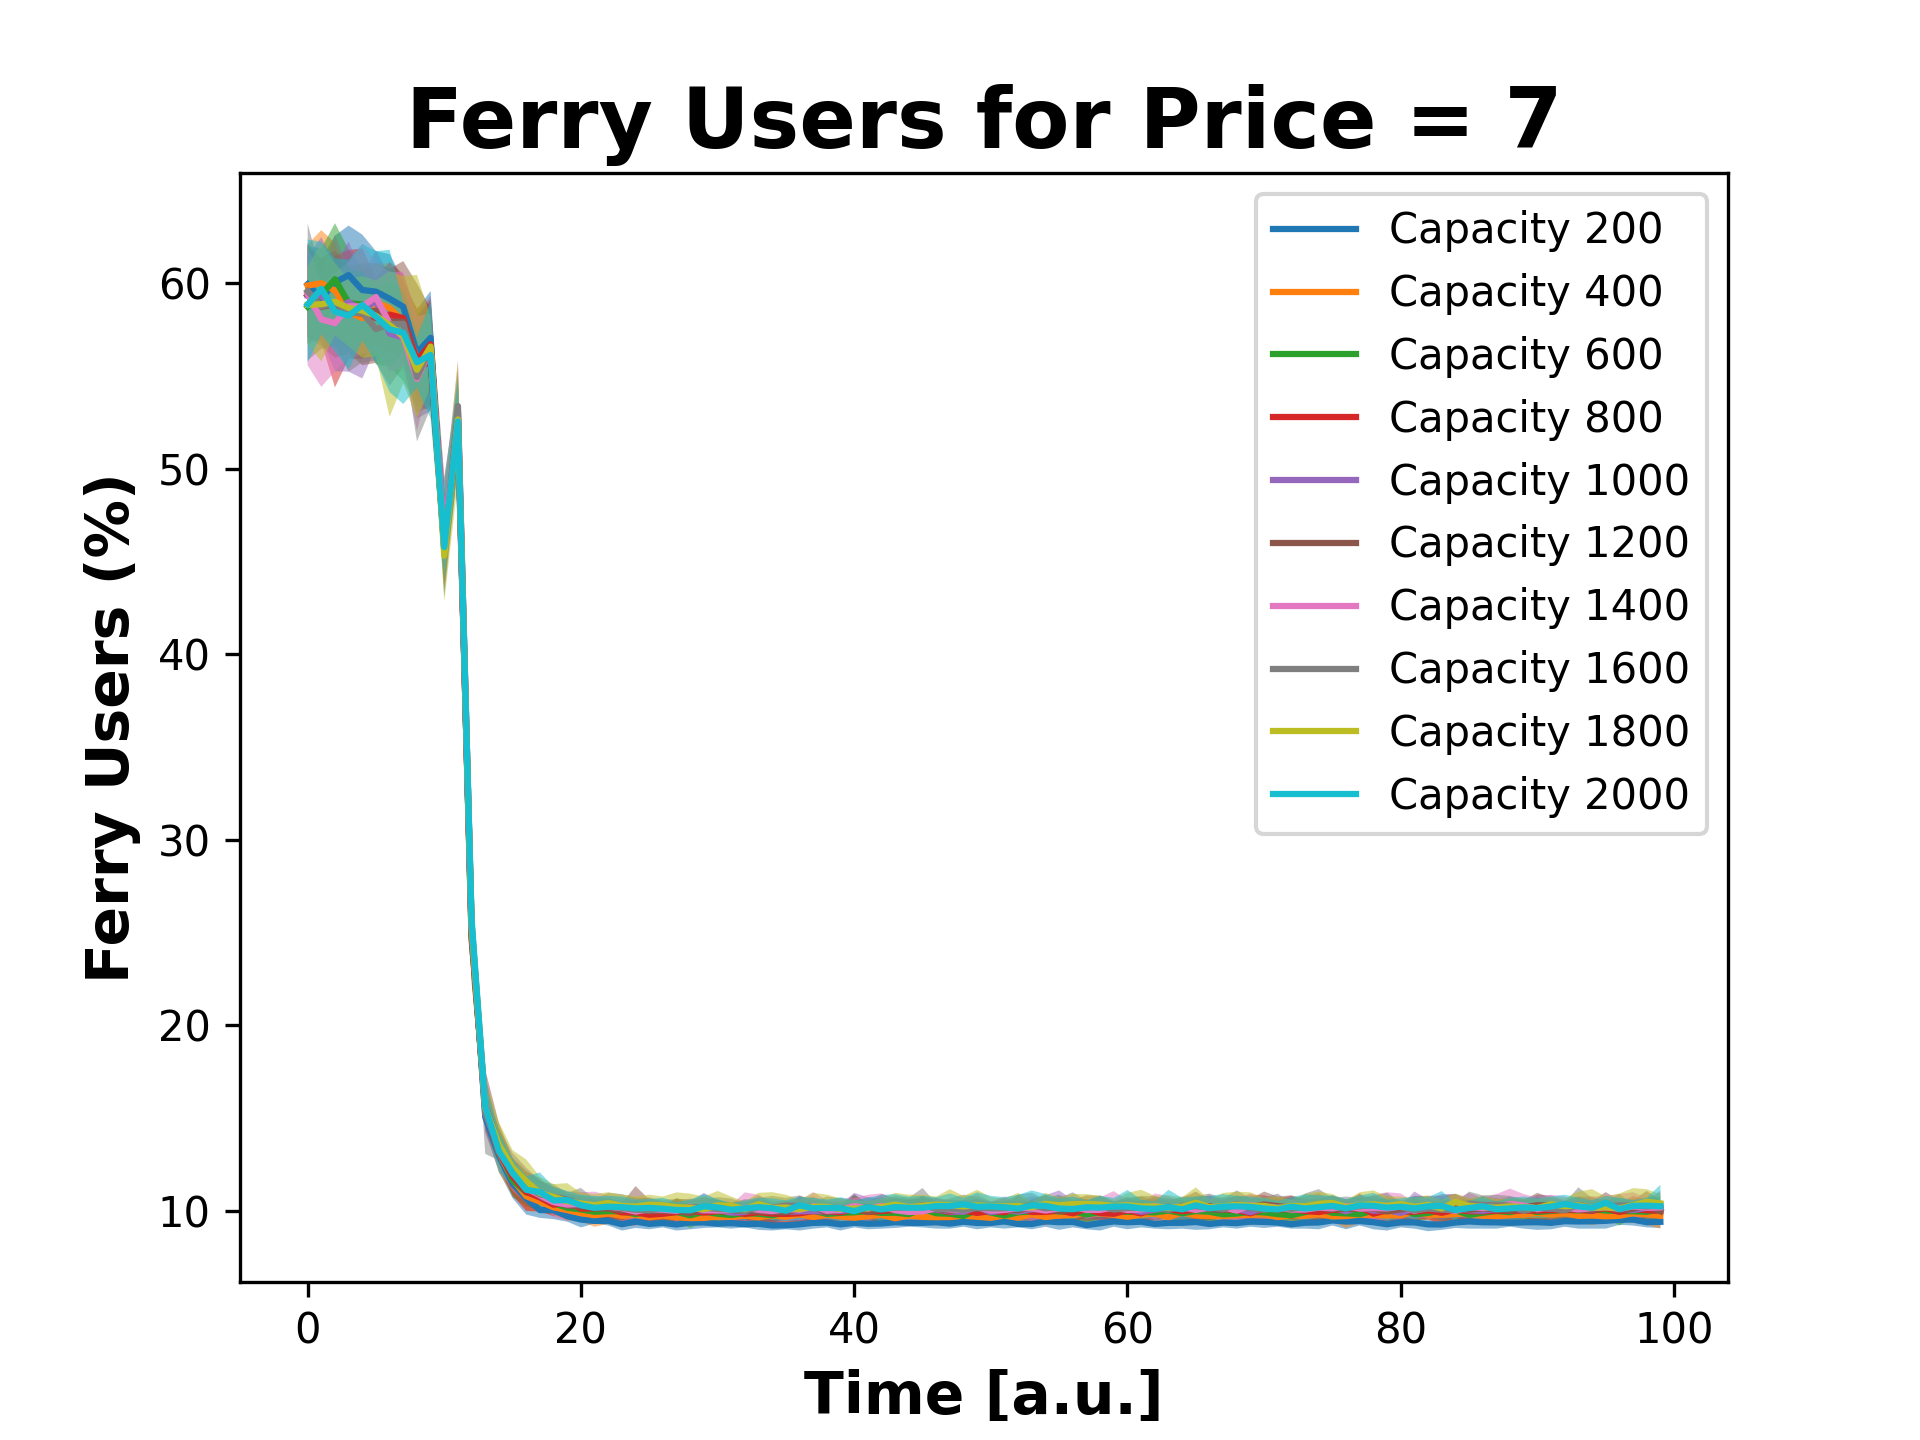 Ferry Users for Price = 7
Ferry Users (%)
60
50
40
30
20
10
Capacity 200
Capacity 400
Capacity 600
Capacity 800
Capacity 1000
Capacity 1200
Capacity 1400
Capacity 1600
Capacity 1800
Capacity 2000
0 20 40 60 80 100
Time [a.u.]